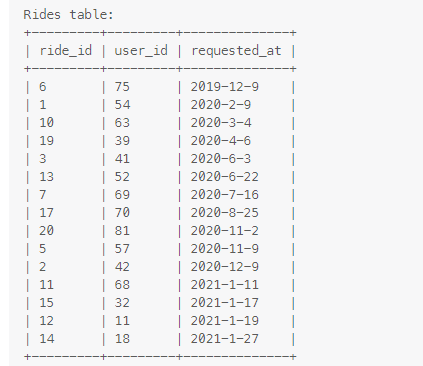 Rides table:
+---------+---------+--------------+
| ride_id | user_id | requested_at |
+---------+---------+--------------+
| 6       | 75      | 2019-12-9    |
| 1       | 54      | 2020-2-9     |
| 10      | 63      | 2020-3-4     |
| 19      | 39      | 2020-4-6     |
| 3       | 41      | 2020-6-3     |
| 13      | 52      | 2020-6-22    |
| 7       | 69      | 2020-7-16    |
| 17      | 70      | 2020-8-25    |
| 20      | 81      | 2020-11-2    |
| 5       | 57      | 2020-11-9    |
| 2       | 42      | 2020-12-9    |
| 11      | 68      | 2021-1-11    |
| 15      | 32      | 2021-1-17    |
| 12      | 11      | 2021-1-19    |
| 14      | 18      | 2021-1-27    |
+---------+---------+--------------+